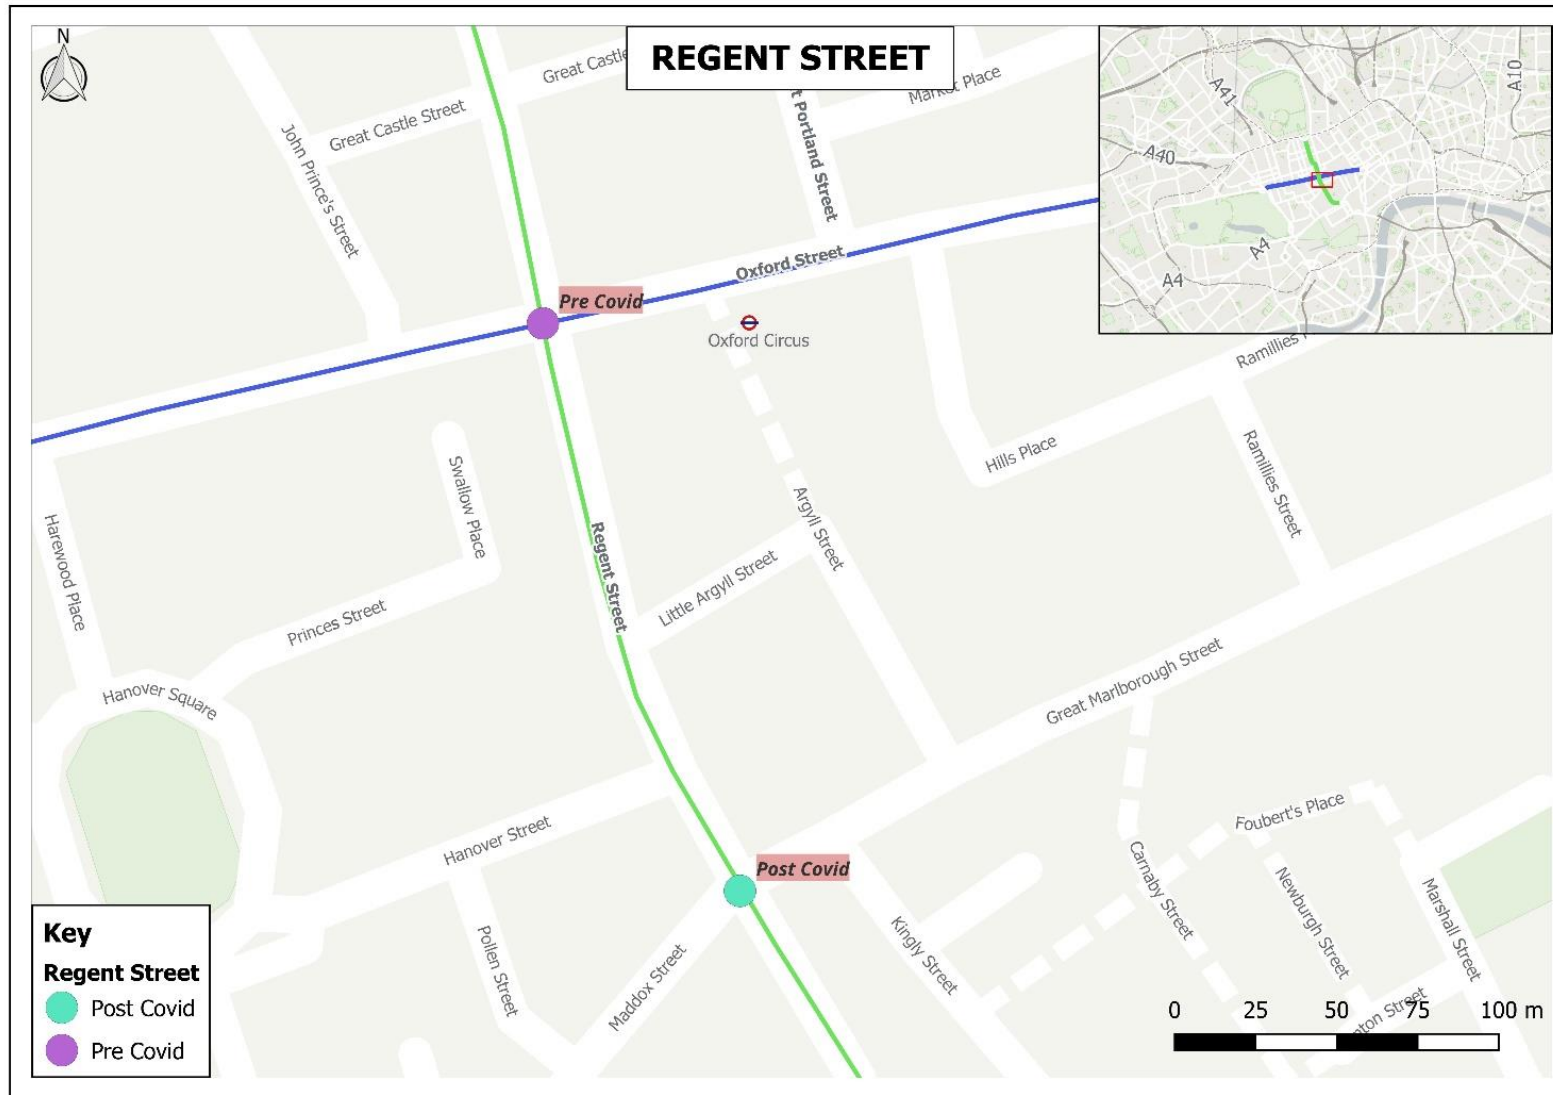 N
REGENT STREET
Great Castle
Great Castle Street
John Prince's Street
t Portland Street
Market Place
A41
A10
A40
A4
A4
Oxford Street
Pre Covid
Oxford Circus
Ramillies
Hills Place
Ramillies Street
Swallow Place
Argyll Street
Harewood Place
Regent Street
Little Argyll Street
Princes Street
Great Marlborough Street
Hanover Square
Foubert's Place
Hanover Street
Post Covid
Carnaby Street
Newburgh Street
Marshall Street
Kingly Street
Pollen Street
Maddox Street
nton Street
Key
Regent Street
Post Covid
Pre Covid
0 25 50 75 100 m